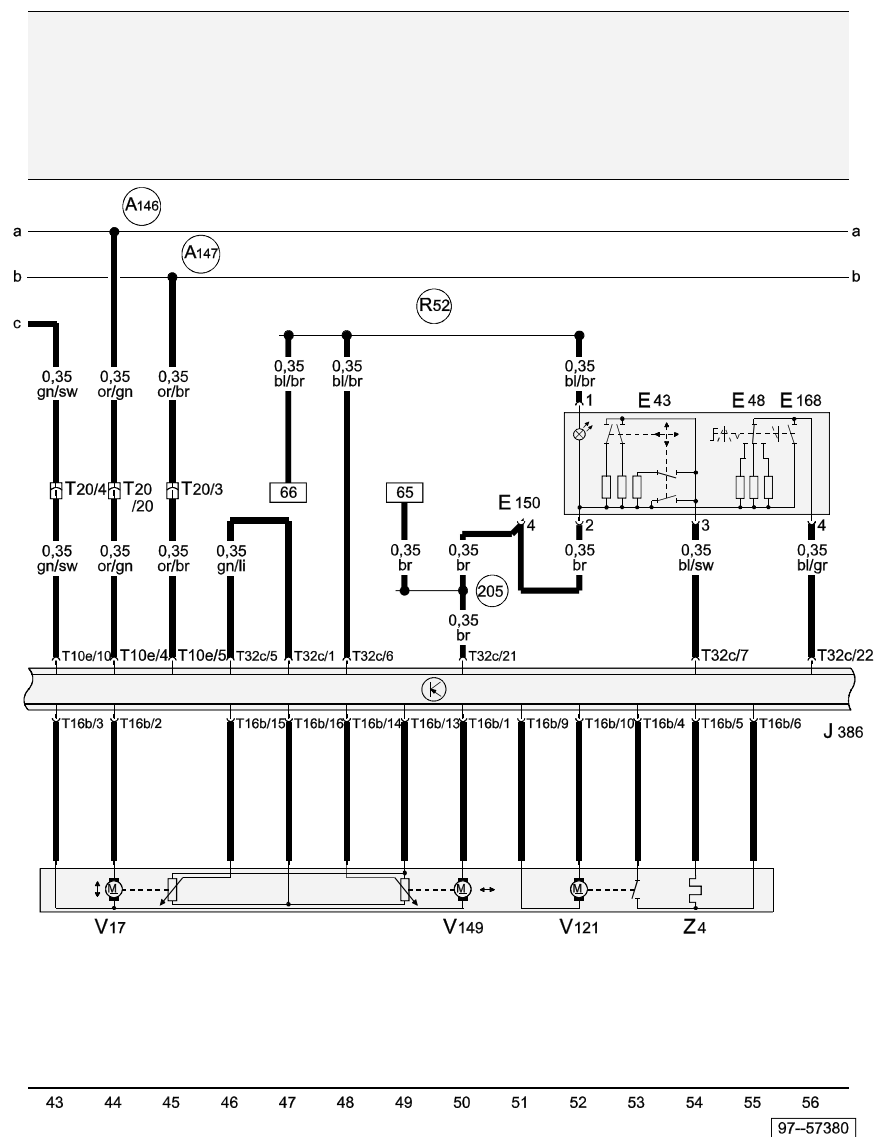 A146
a a
A147
b b
R52
c
0,35 0,35 0,35 0,35 0,35 0,35
gn/sw or/gn or/br bl/br bl/br bl/br
1 E 43 E 48 E 168
T20/4 T20/20 T20/3 66 65 E 150
4 2 3 4
0,35 0,35 0,35 0,35 0,35 0,35 0,35 0,35 0,35
gn/sw or/gn or/br gn/li br br br bl/sw bl/gr
205
0,35
br
T10e/10 T10e/4 T10e/5 T32c/5 T32c/1 T32c/6 T32c/21 T32c/7 T32c/22
T16b/3 T16b/2 T16b/15 T16b/16 T16b/14 T16b/13 T16b/1 T16b/9 T16b/10 T16b/4 T16b/5 T16b/6
J 386
M M M
V17 V149 V121 Z4
43 44 45 46 47 48 49 50 51 52 53 54 55 56
97--57380